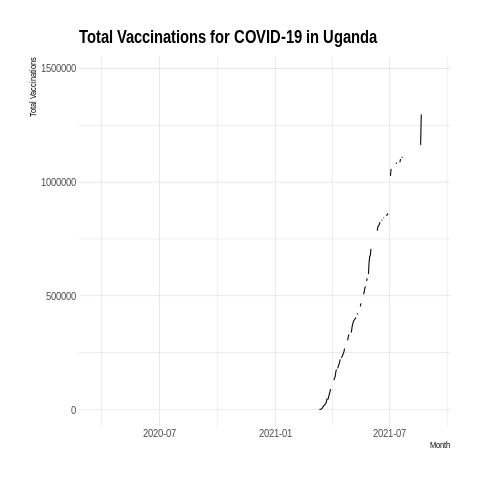 Total Vaccinations for COVID-19 in Uganda
Total Vaccinations
1500000
1000000
500000
0
2020-07
2021-01
2021-07
Month